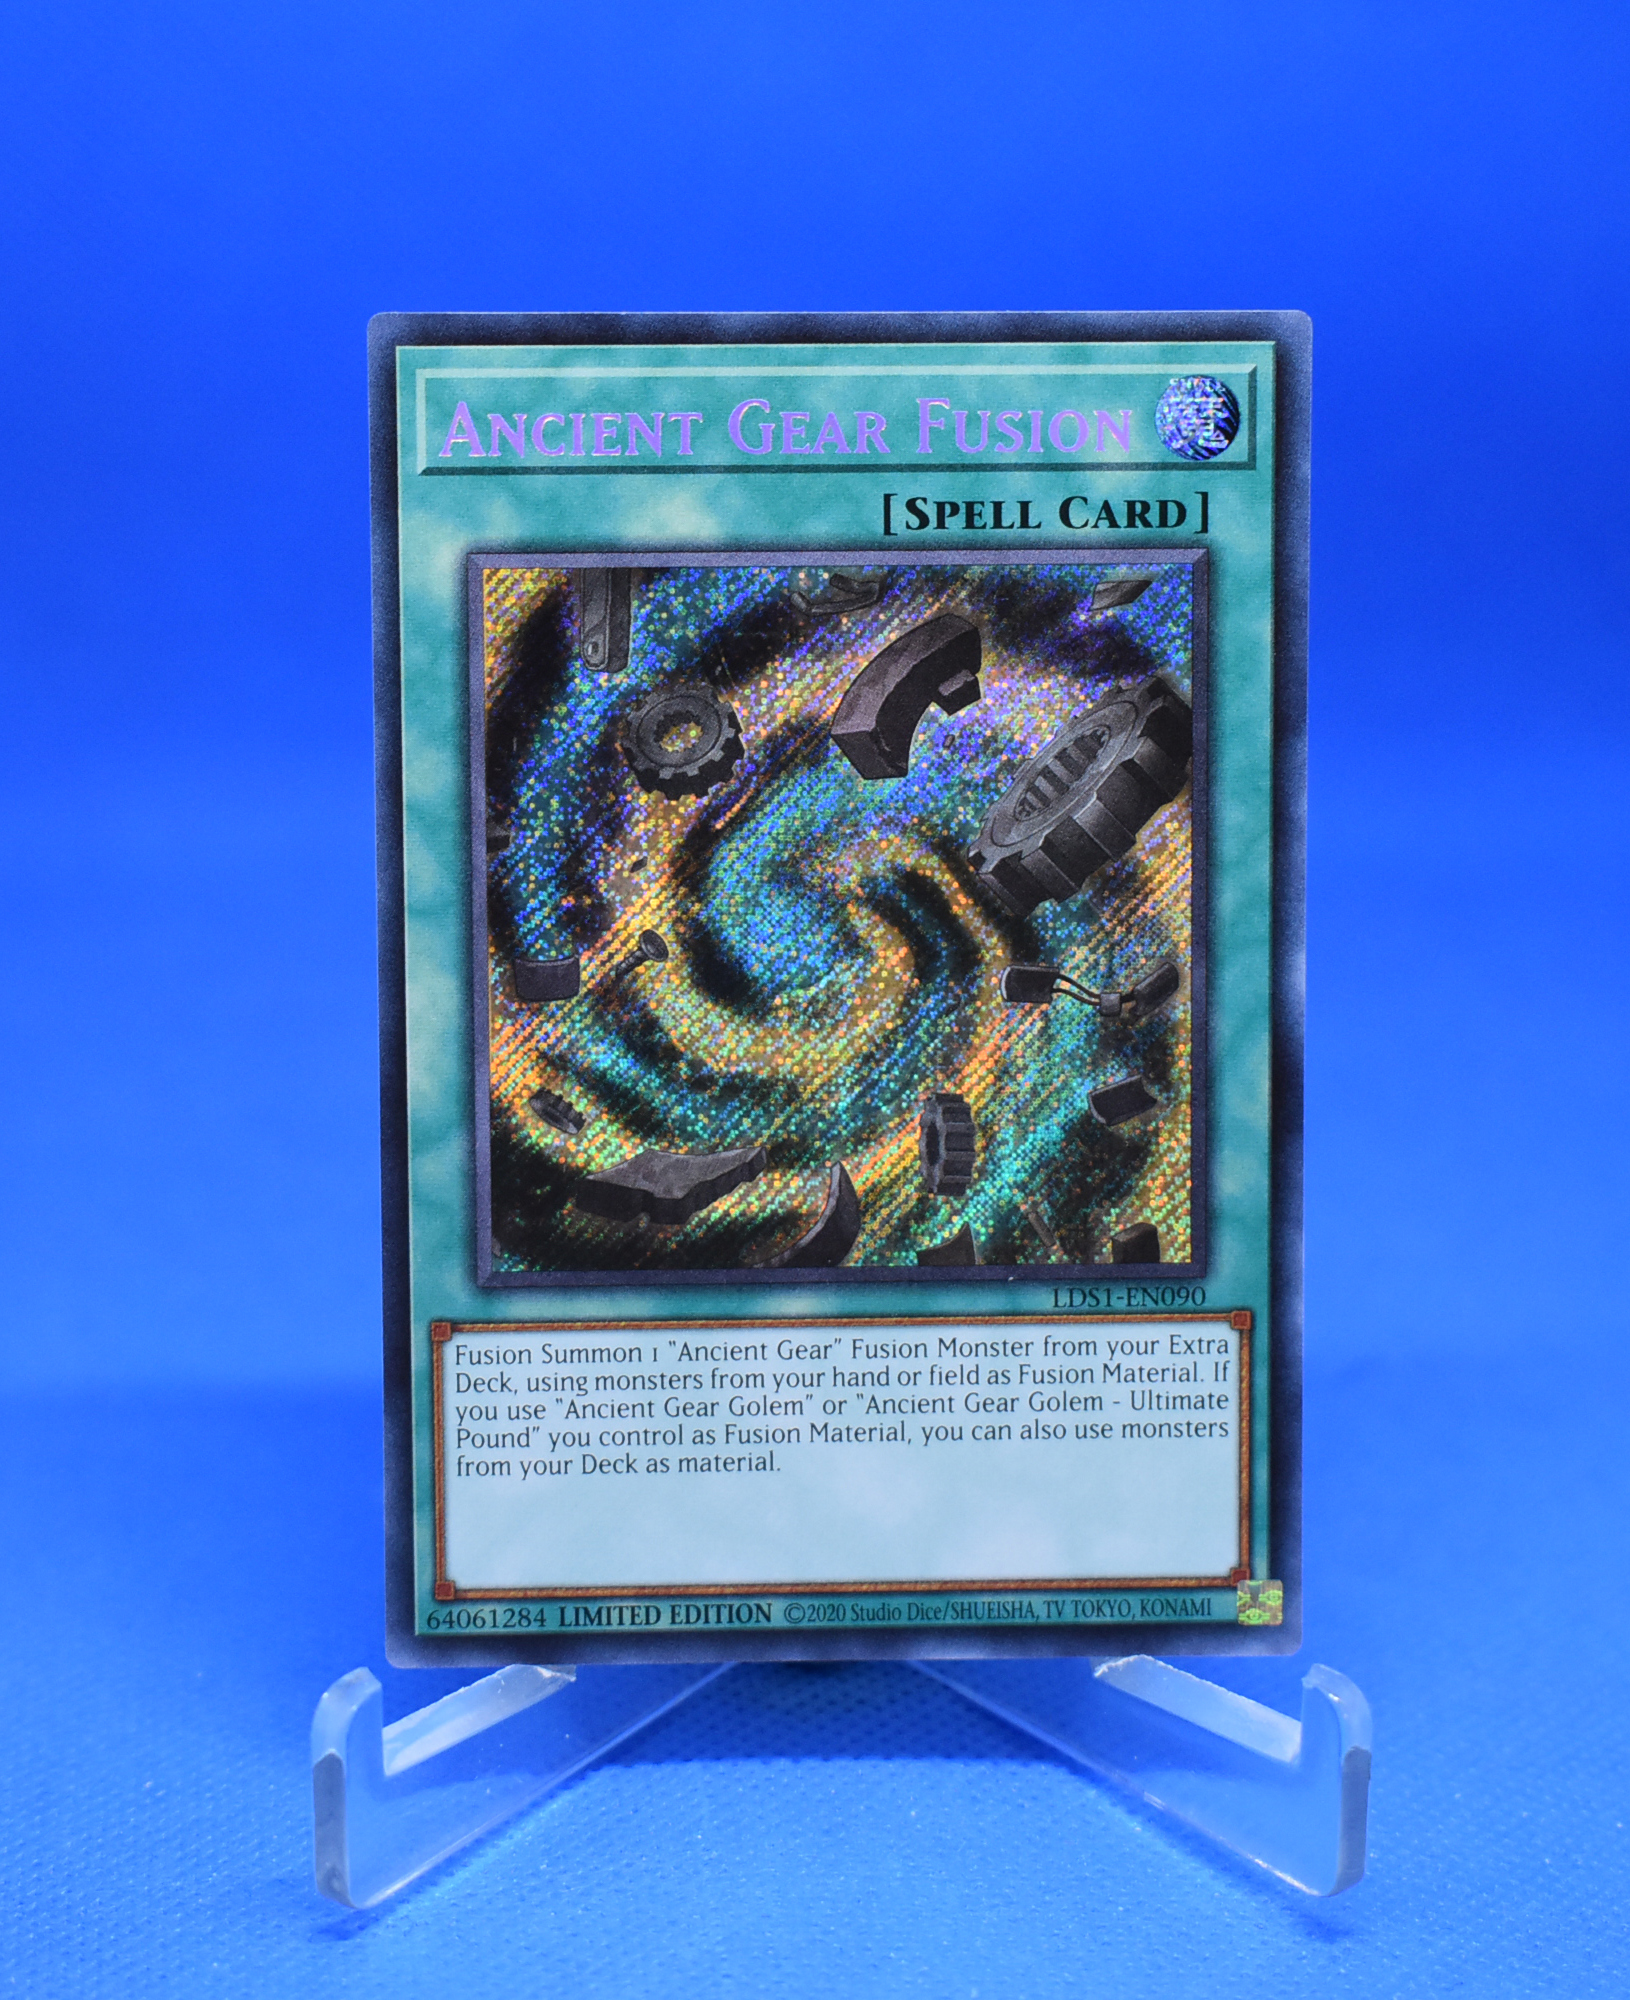 Ancient Gear Fusion
[Spell Card]
LDS1-EN090
Fusion Summon 1 "Ancient Gear" Fusion Monster from your Extra
Deck, using monsters from your hand or field as Fusion Material. If
you use "Ancient Gear Golem" or "Ancient Gear Golem - Ultimate
Pound" you control as Fusion Material, you can also use monsters
from your Deck as material.
64061284 LIMITED EDITION ©2020 Studio Dice/SHUEISHA, TV TOKYO, KONAMI